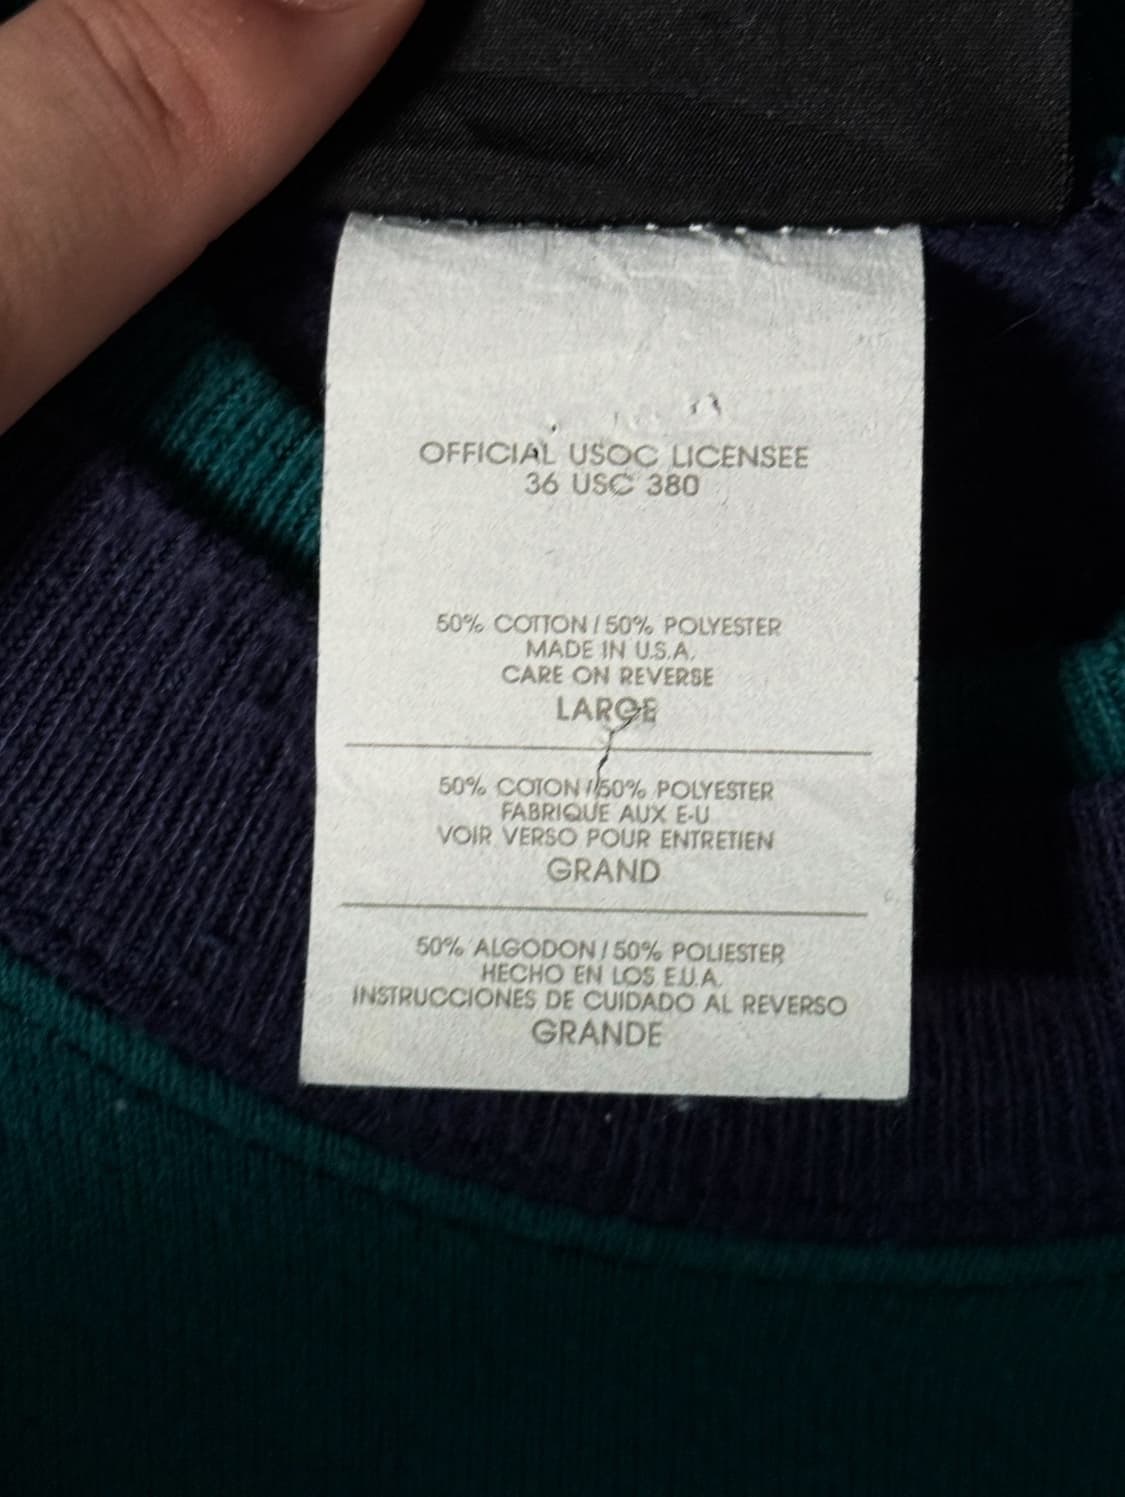 OFFICIAL USOC LICENSEE
36 USC 380
50% COTTON / 50% POLYESTER
MADE IN U.S.A.
CARE ON REVERSE
LARGE
50% COTON / 50% POLYESTER
FABRIQUE AUX E-U
VOIR VERSO POUR ENTRETIEN
GRAND
50% ALGODON / 50% POLIESTER
HECHO EN LOS E.U.A.
INSTRUCCIONES DE CUIDADO AL REVERSO
GRANDE